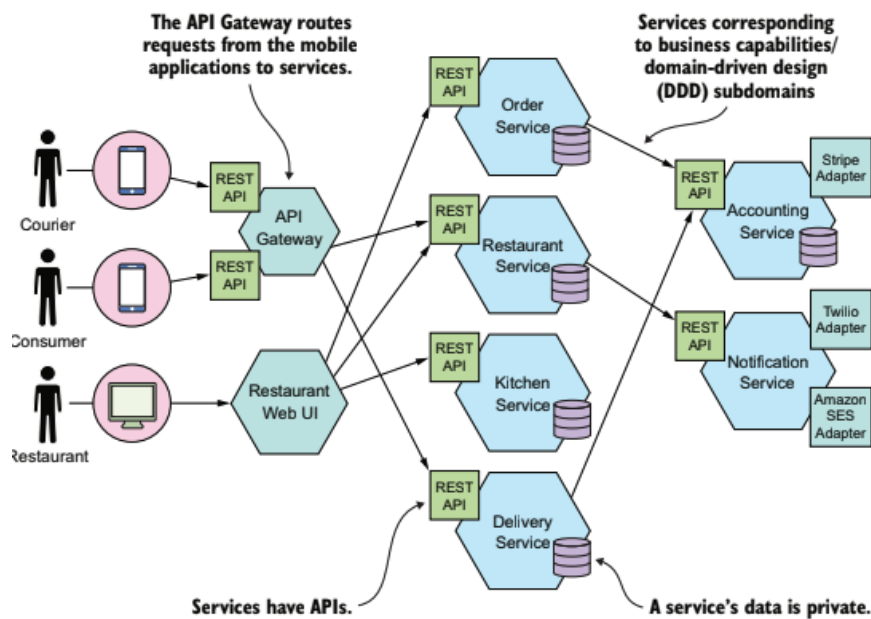 The API Gateway routes
requests from the mobile
applications to services.
Services corresponding
to business capabilities/
domain-driven design
(DDD) subdomains
REST
API
Order
Service
Courier
REST
API
API
Gateway
REST
API
Consumer
REST
API
Restaurant
Service
REST
API
Accounting
Service
Stripe
Adapter
Restaurant
Restaurant
Web UI
REST
API
Kitchen
Service
REST
API
Notification
Service
Twilio
Adapter
Amazon
SES
Adapter
REST
API
Delivery
Service
Services have APIs.
A service's data is private.